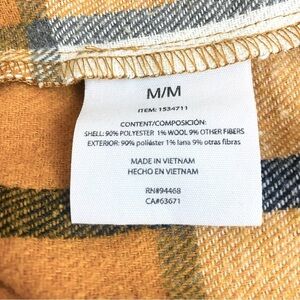 M/M
ITEM: 1534711
CONTENT/COMPOSICIÓN:
SHELL: 90% POLYESTER 1% WOOL 9% OTHER FIBERS
EXTERIOR: 90% poliéster 1% lana 9% otras fibras
MADE IN VIETNAM
HECHO EN VIETNAM
RN#94468
CA#63671